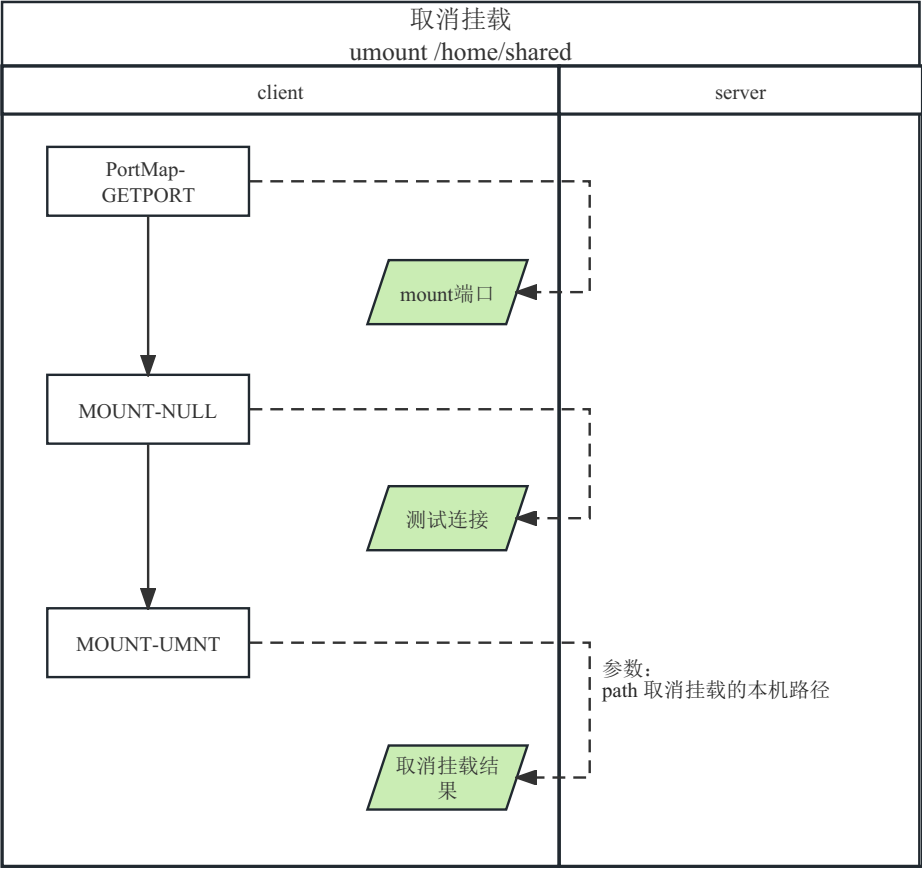 取消挂载
umount /home/shared
client
server
PortMap-
GETPORT
mount端口
MOUNT-NULL
测试连接
MOUNT-UMNT
参数:
path 取消挂载的本机路径
取消挂载结
果